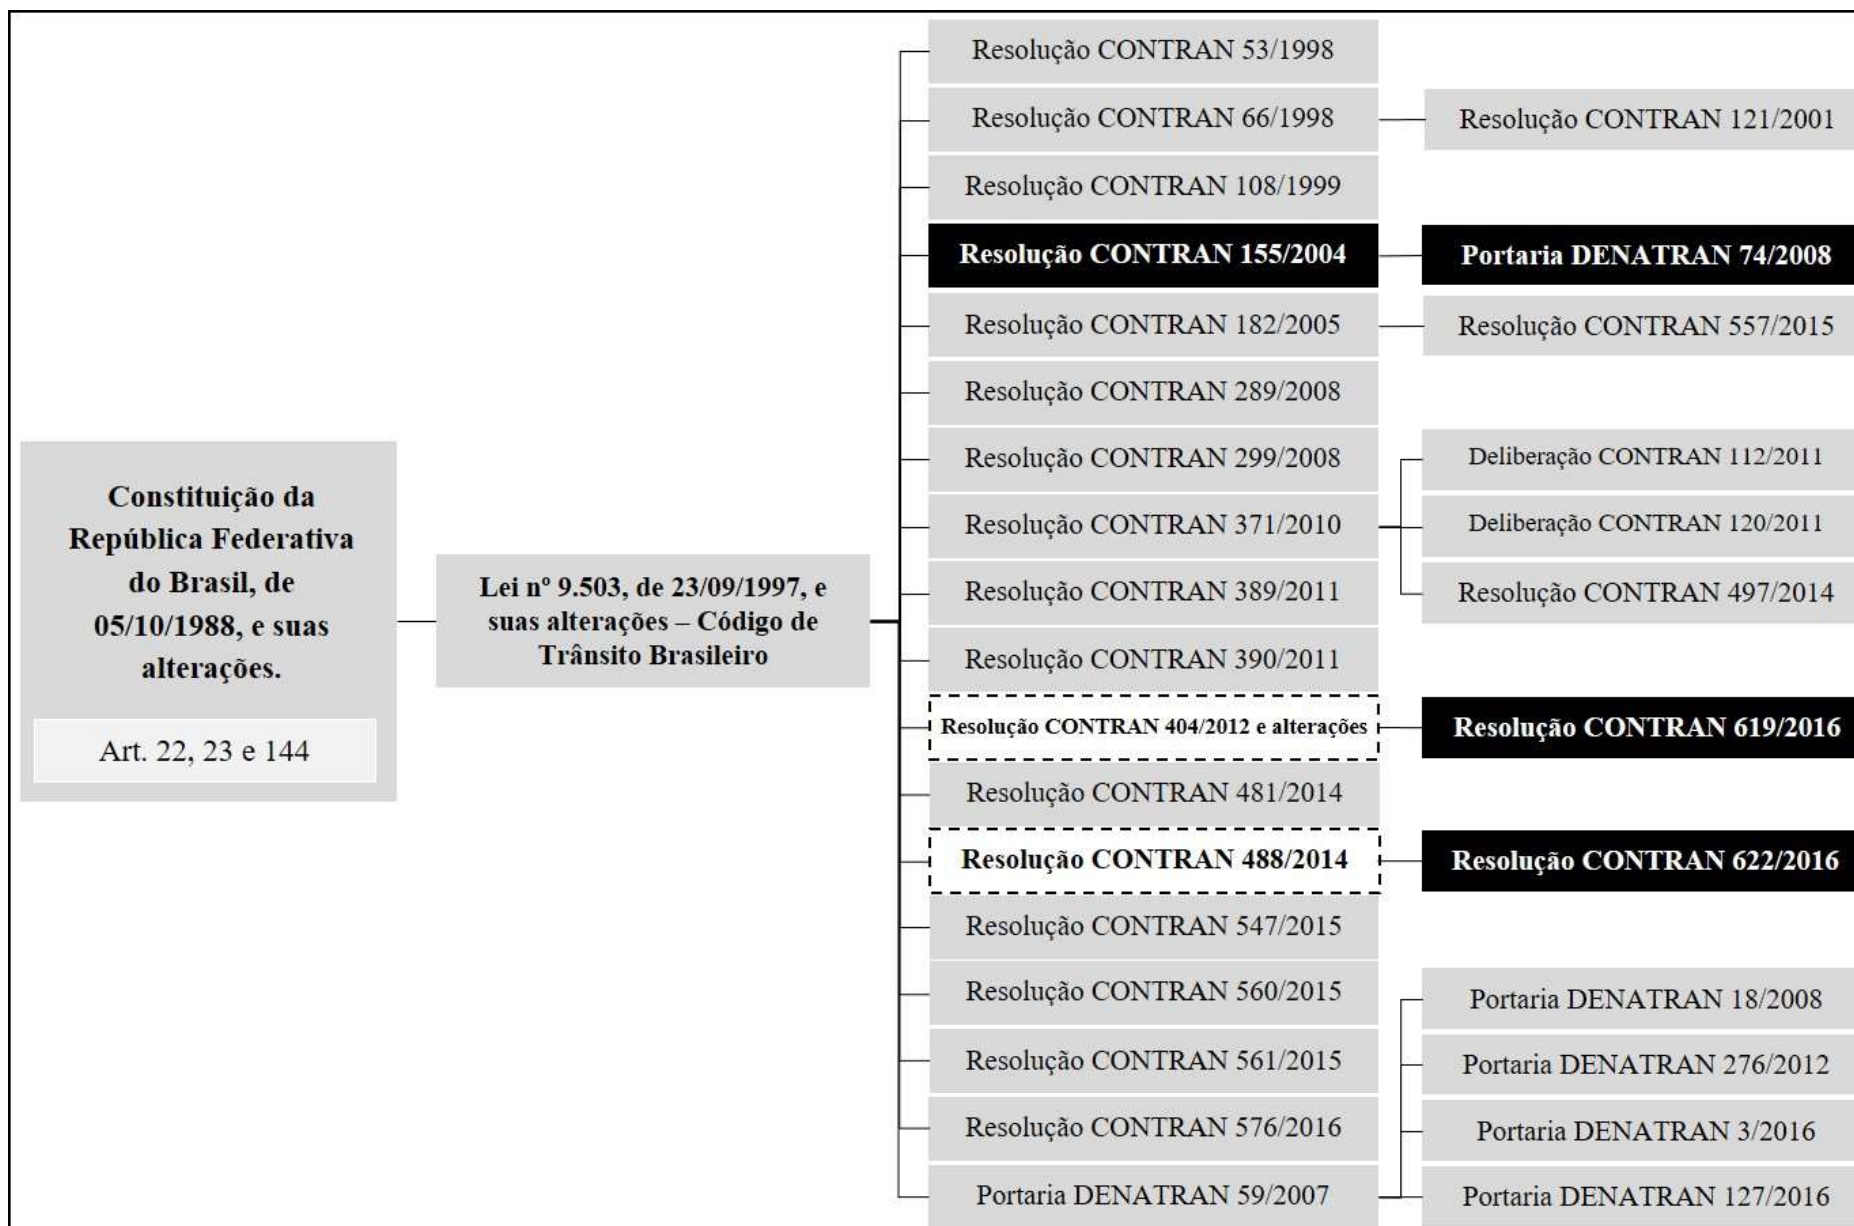 Constituição da
República Federativa
do Brasil, de
05/10/1988, e suas
alterações.
Art. 22, 23 e 144
Lei nº 9.503, de 23/09/1997, e
suas alterações – Código de
Trânsito Brasileiro
Resolução CONTRAN 53/1998
Resolução CONTRAN 66/1998
Resolução CONTRAN 121/2001
Resolução CONTRAN 108/1999
Resolução CONTRAN 155/2004
Portaria DENATRAN 74/2008
Resolução CONTRAN 182/2005
Resolução CONTRAN 557/2015
Resolução CONTRAN 289/2008
Resolução CONTRAN 299/2008
Resolução CONTRAN 371/2010
Deliberação CONTRAN 112/2011
Deliberação CONTRAN 120/2011
Resolução CONTRAN 497/2014
Resolução CONTRAN 389/2011
Resolução CONTRAN 390/2011
Resolução CONTRAN 404/2012 e alterações
Resolução CONTRAN 619/2016
Resolução CONTRAN 481/2014
Resolução CONTRAN 488/2014
Resolução CONTRAN 622/2016
Resolução CONTRAN 547/2015
Resolução CONTRAN 560/2015
Resolução CONTRAN 561/2015
Resolução CONTRAN 576/2016
Portaria DENATRAN 59/2007
Portaria DENATRAN 18/2008
Portaria DENATRAN 276/2012
Portaria DENATRAN 3/2016
Portaria DENATRAN 127/2016